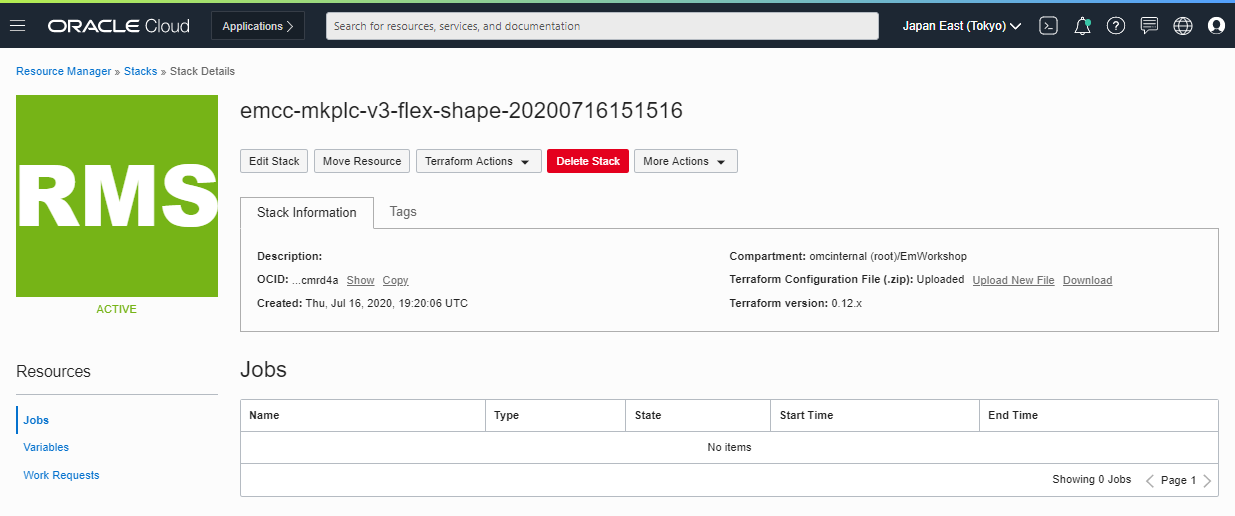 ORACLE Cloud Applications Search for resources, services, and documentation Japan East (Tokyo)
Resource Manager » Stacks » Stack Details
RMS
ACTIVE
emcc-mkplc-v3-flex-shape-20200716151516
Edit Stack Move Resource Terraform Actions Delete Stack More Actions
Stack Information Tags
Description:
OCID: ...cmrd4a Show Copy
Created: Thu, Jul 16, 2020, 19:20:06 UTC
Compartment: omcinternal (root)/EmWorkshop
Terraform Configuration File (.zip): Uploaded Upload New File Download
Terraform version: 0.12.x
Resources
Jobs
Variables
Work Requests
Jobs
Name Type State Start Time End Time
No items
Showing 0 Jobs Page 1